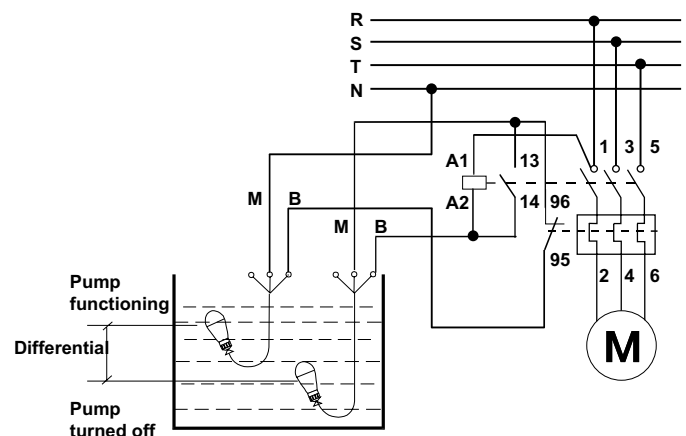 R
S
T
N
1 3 5
A1 13
A2 14 96
M B M B
95
Pump
functioning
2 4 6
Differential
M
Pump
turned off